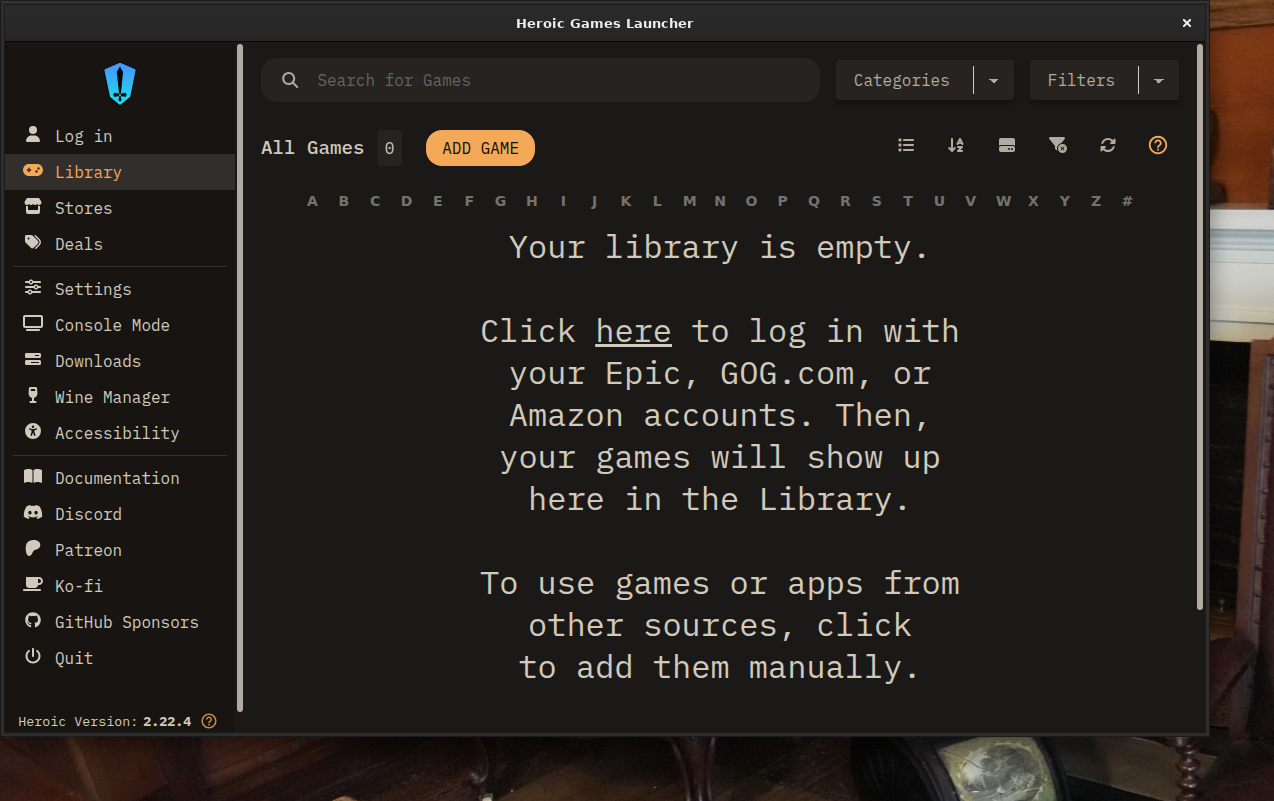 Heroic Games Launcher
Log in
Library
Stores
Deals
Settings
Console Mode
Downloads
Wine Manager
Accessibility
Documentation
Discord
Patreon
Ko-fi
GitHub Sponsors
Quit
Heroic Version: 2.22.4
Search for Games
Categories
Filters
All Games 0 ADD GAME
A B C D E F G H I J K L M N O P Q R S T U V W X Y Z #
Your library is empty.
Click here to log in with
your Epic, GOG.com, or
Amazon accounts. Then,
your games will show up
here in the Library.
To use games or apps from
other sources, click
to add them manually.